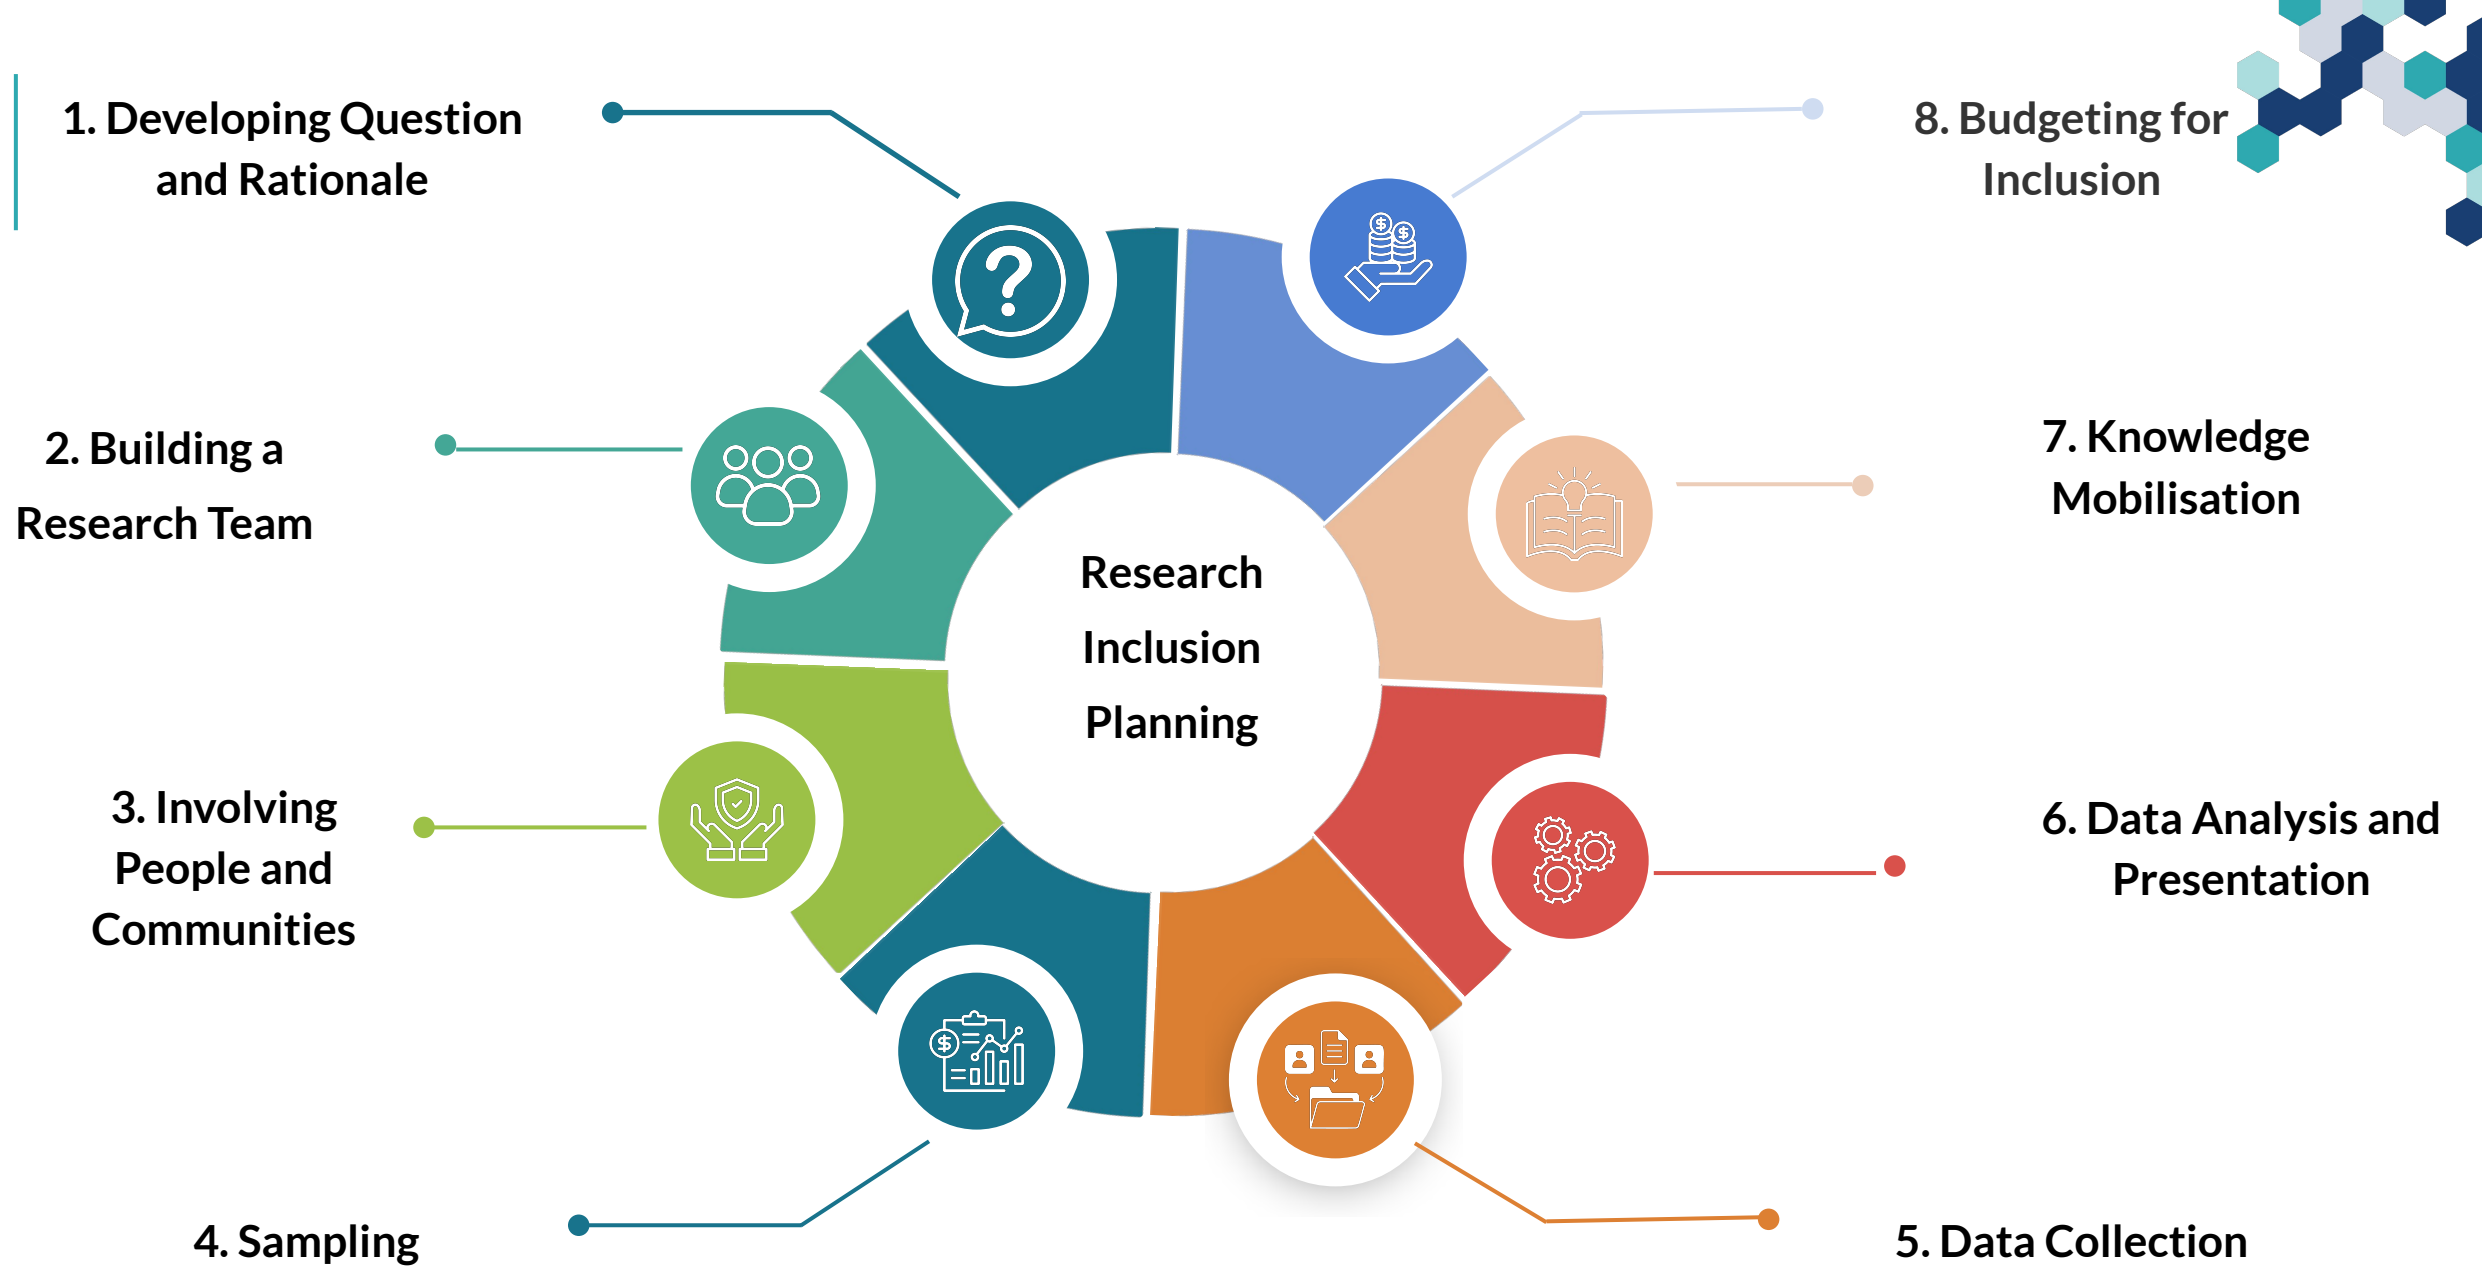 1. Developing Question
and Rationale
2. Building a
Research Team
3. Involving
People and
Communities
4. Sampling
5. Data Collection
6. Data Analysis and
Presentation
7. Knowledge
Mobilisation
8. Budgeting for
Inclusion
Research
Inclusion
Planning